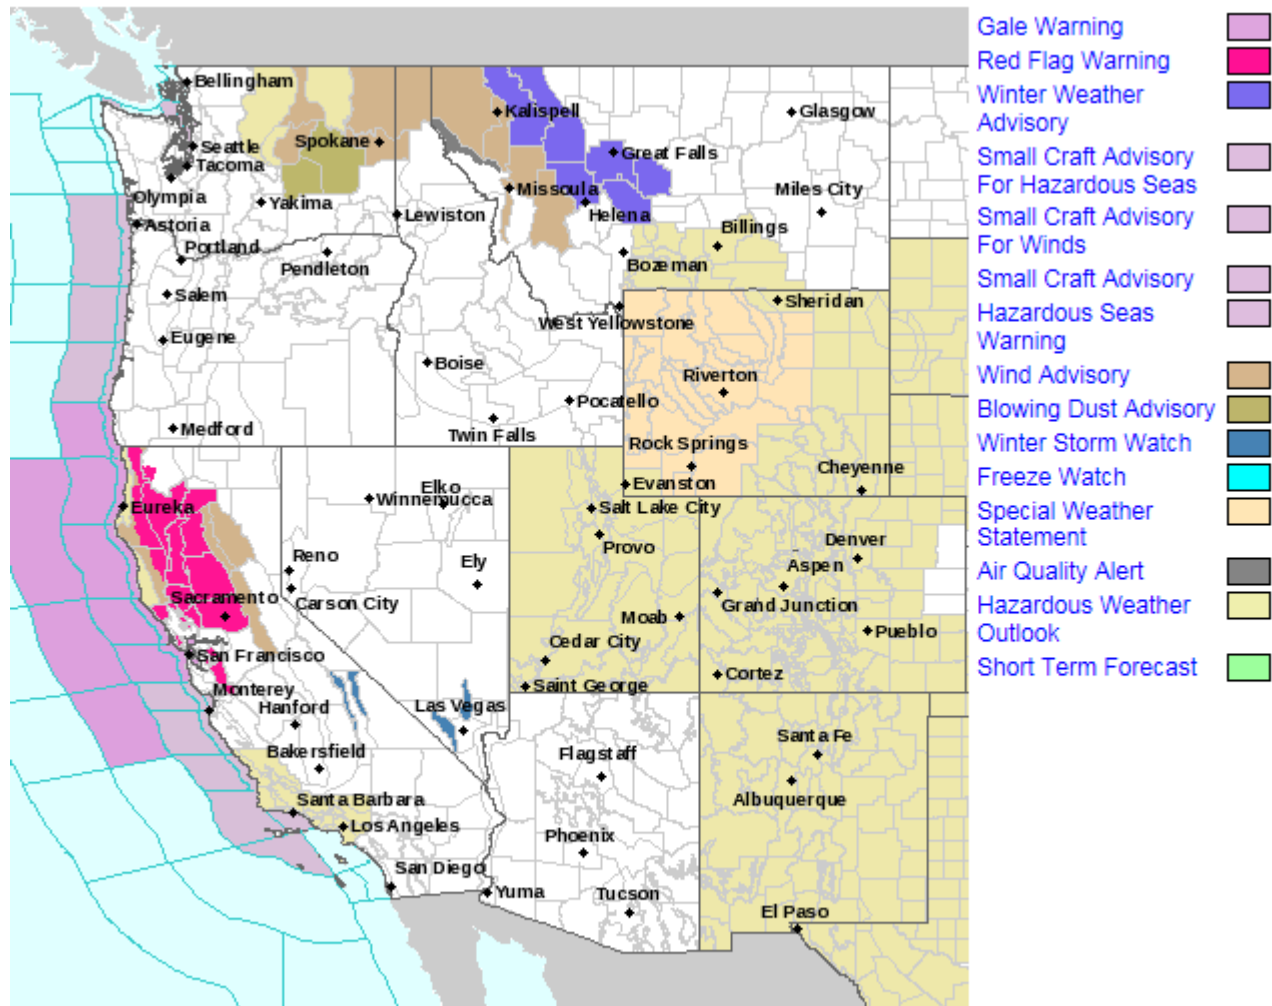 Bellingham
Kalispell
Glasgow
Seattle
Spokane
Great Falls
Tacoma
Olympia
Yakima
Missoula
Miles City
Astoria
Lewiston
Helena
Billings
Portland
Pendleton
Bozeman
Salem
West Yellowstone
Sheridan
Eugene
Boise
Riverton
Medford
Twin Falls
Pocatello
Rock Springs
Cheyenne
Evanston
Eureka
Elko
Winnemucca
Salt Lake City
Provo
Denver
Reno
Ely
Aspen
Sacramento
Carson City
Moab
Grand Junction
Pueblo
San Francisco
Cedar City
Cortez
Monterey
Saint George
Hanford
Las Vegas
Bakersfield
Flagstaff
Santa Fe
Santa Barbara
Albuquerque
Los Angeles
Phoenix
San Diego
Yuma
Tucson
El Paso
Gale Warning
Red Flag Warning
Winter Weather
Advisory
Small Craft Advisory
For Hazardous Seas
Small Craft Advisory
For Winds
Small Craft Advisory
Hazardous Seas
Warning
Wind Advisory
Blowing Dust Advisory
Winter Storm Watch
Freeze Watch
Special Weather
Statement
Air Quality Alert
Hazardous Weather
Outlook
Short Term Forecast